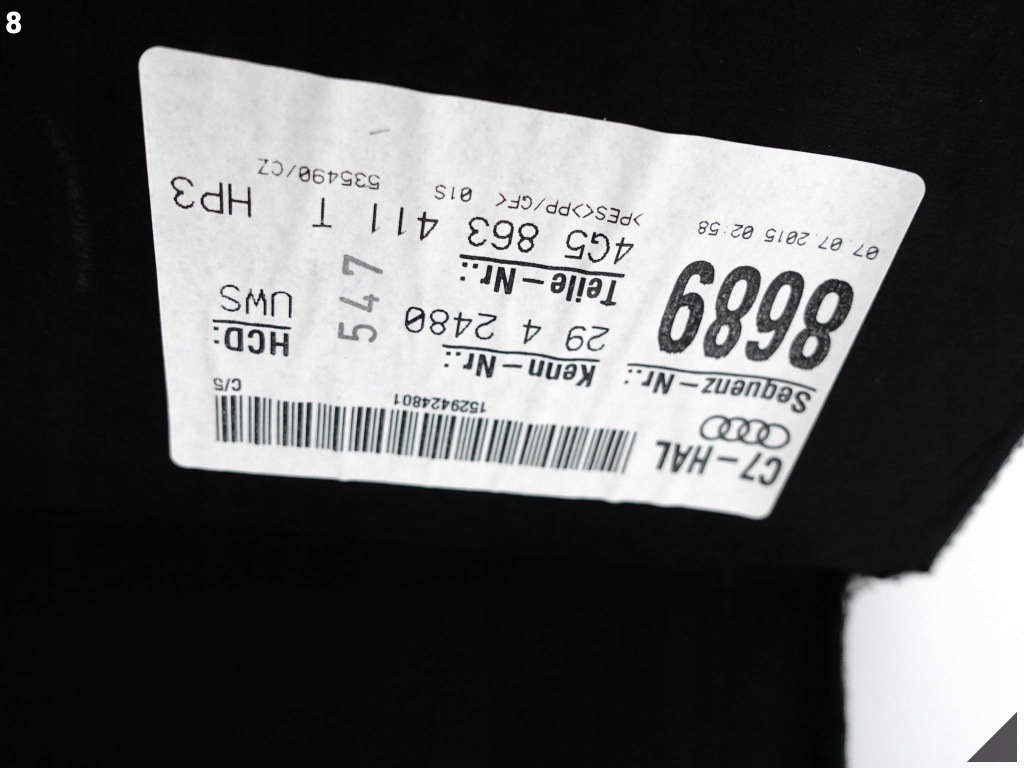 8
C7-HAL
1529424801
C/5
Sequenz-Nr.:
8689
07.07.2015 02:58
Kenn-Nr.:
29 4 2480
Teile-Nr.:
4G5 863 411 T HP3
>PES<>PP/GF< 01S 535490/CZ
HCD:
UWS
547